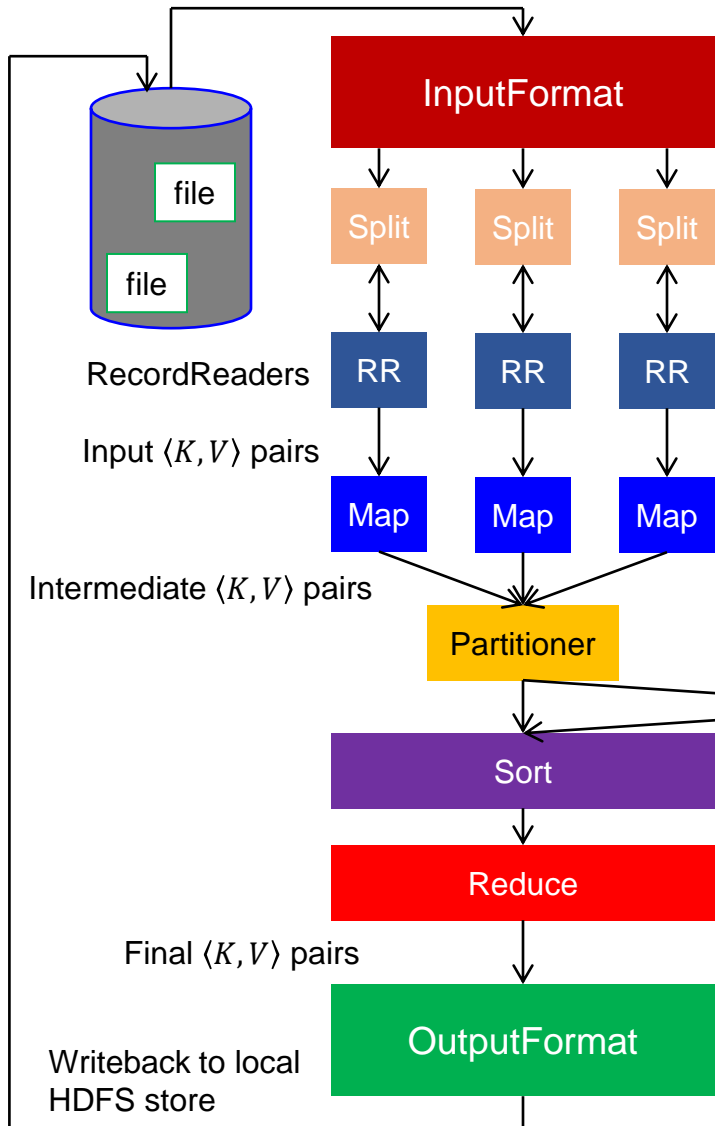 InputFormat
file
file
Split Split Split
RecordReaders
RR RR RR
Input ⟨K, V⟩ pairs
Map Map Map
Intermediate ⟨K, V⟩ pairs
Partitioner
Sort
Reduce
Final ⟨K, V⟩ pairs
OutputFormat
Writeback to local
HDFS store